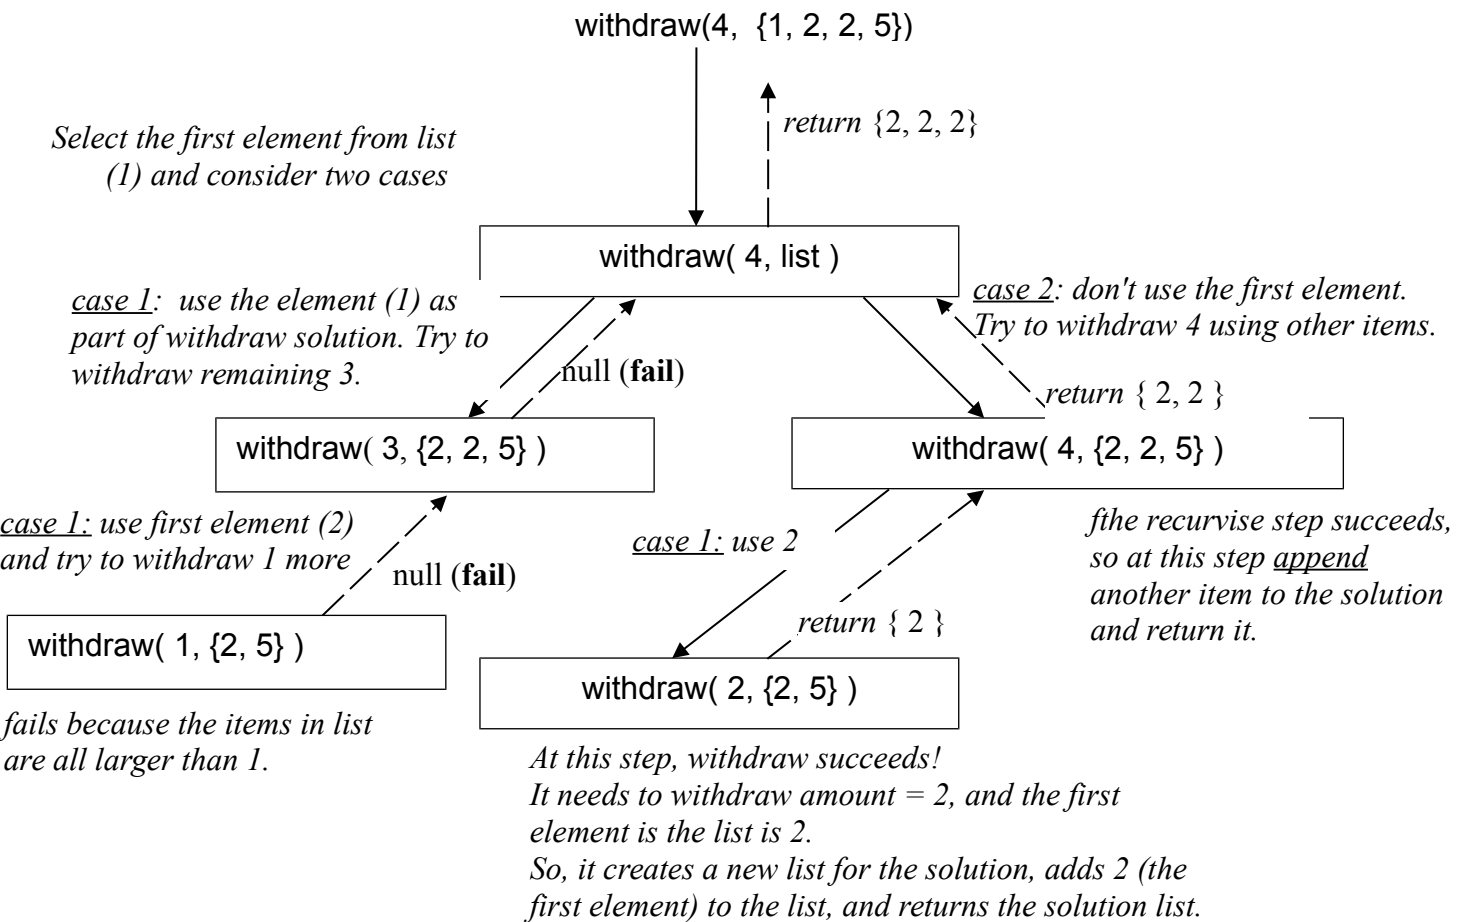 withdraw(4,  {1, 2, 2, 5})
return {2, 2, 2}
Select the first element from list
(1) and consider two cases
withdraw( 4, list )
case 1:  use the element (1) as
part of withdraw solution. Try to
withdraw remaining 3.
case 2: don't use the first element.
Try to withdraw 4 using other items.
null (fail)
return { 2, 2 }
withdraw( 3, {2, 2, 5} )
withdraw( 4, {2, 2, 5} )
case 1: use first element (2)
and try to withdraw 1 more
null (fail)
case 1: use 2
fthe recurvise step succeeds,
so at this step append
another item to the solution
and return it.
return { 2 }
withdraw( 1, {2, 5} )
withdraw( 2, {2, 5} )
fails because the items in list
are all larger than 1.
At this step, withdraw succeeds!
It needs to withdraw amount = 2, and the first
element is the list is 2.
So, it creates a new list for the solution, adds 2 (the
first element) to the list, and returns the solution list.